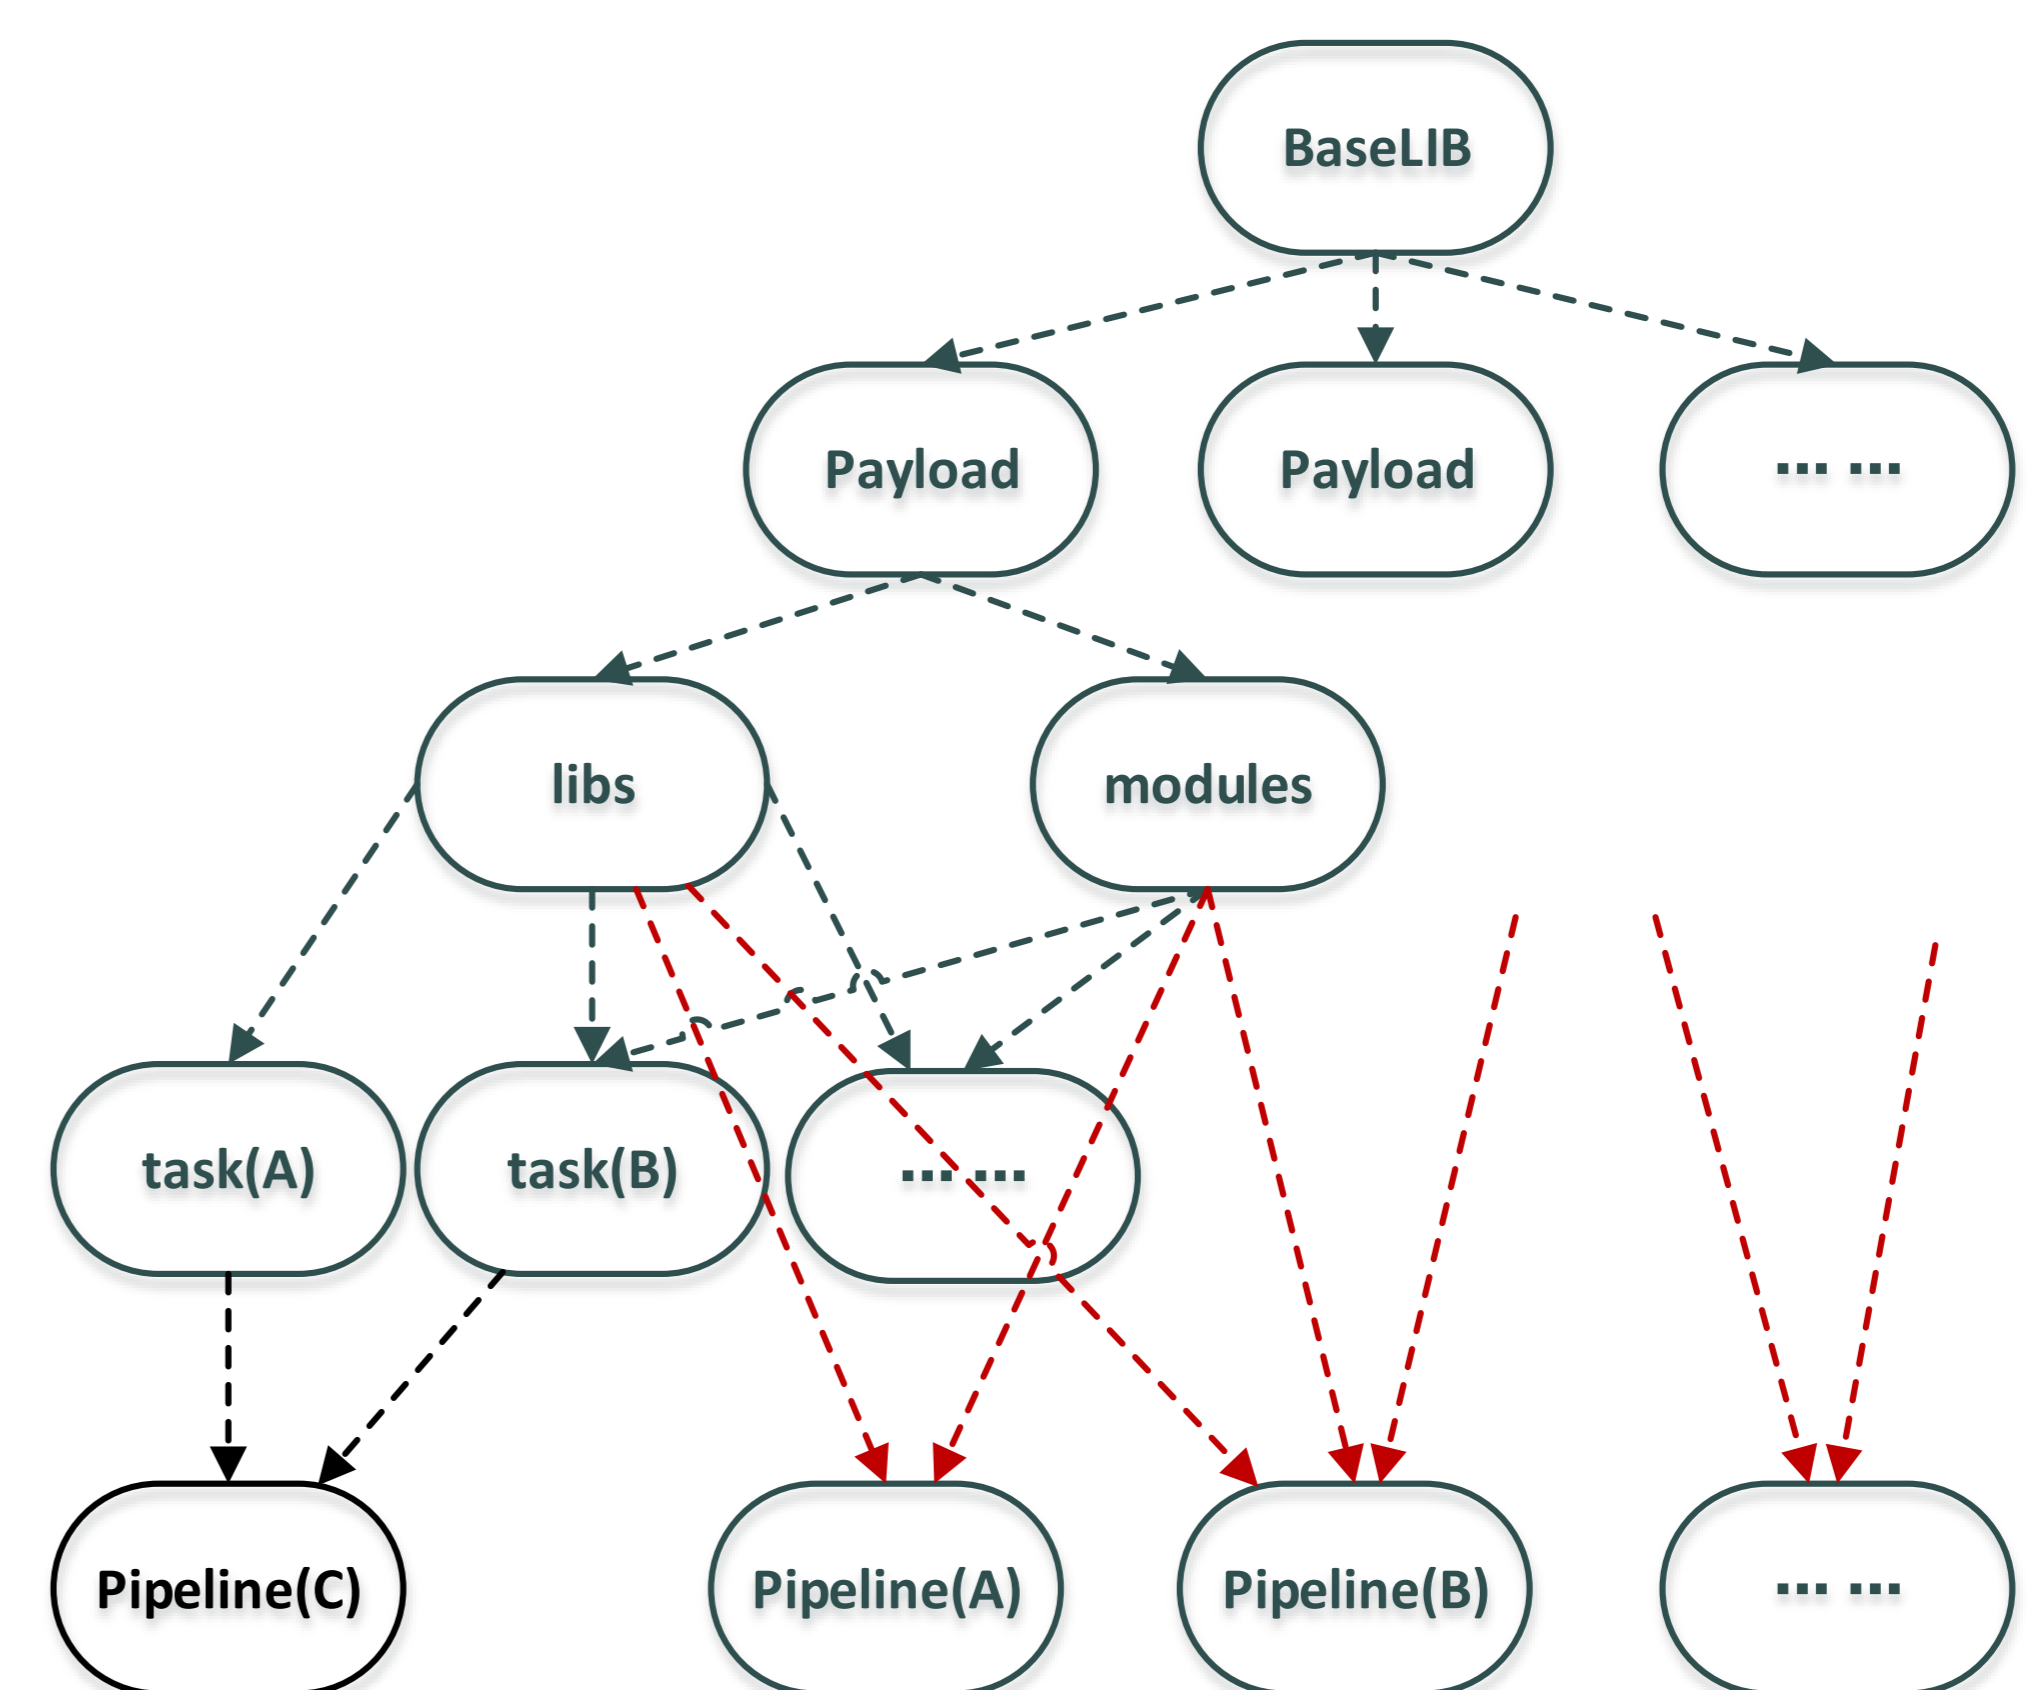 BaseLIB
Payload
Payload
... ...
libs
modules
task(A)
task(B)
... ...
Pipeline(C)
Pipeline(A)
Pipeline(B)
... ...